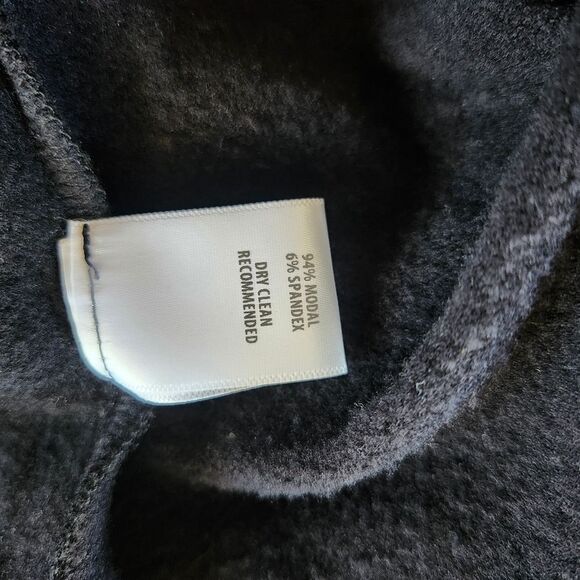 94% MODAL
6% SPANDEX
DRY CLEAN
RECOMMENDED